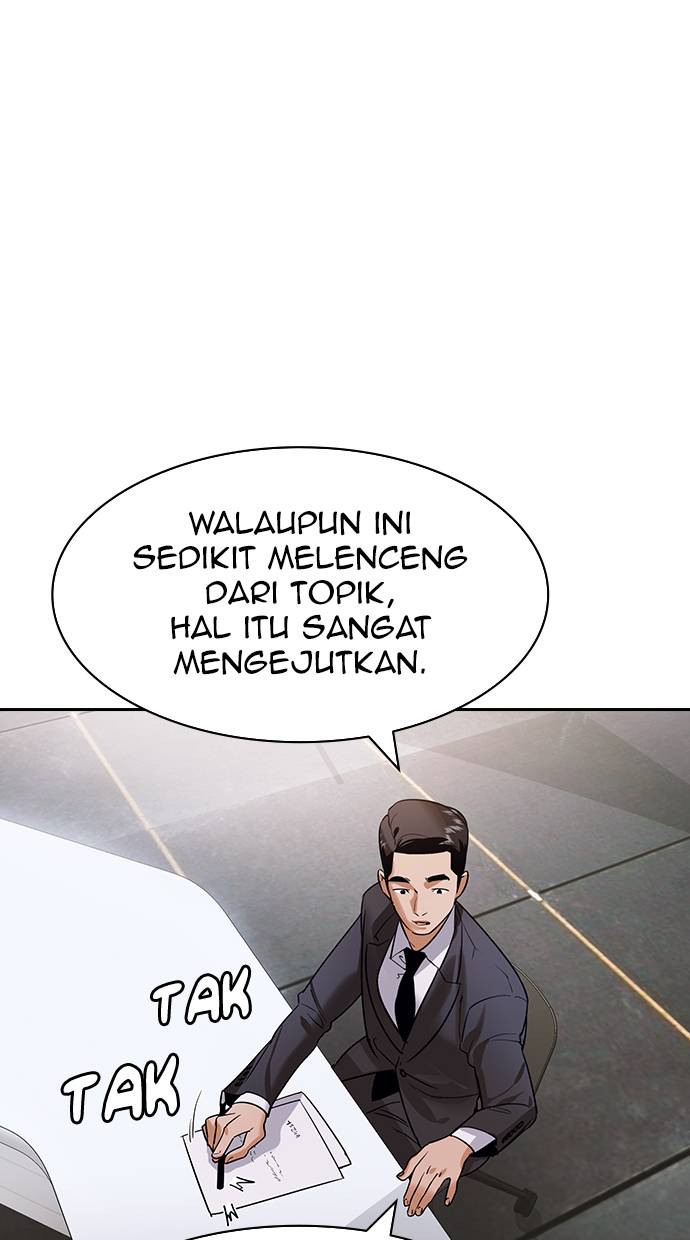 WALAUPUN INI
SEDIKIT MELENCENG
DARI TOPIK,
HAL ITU SANGAT
MENGEJUTKAN.
TAK
TAK